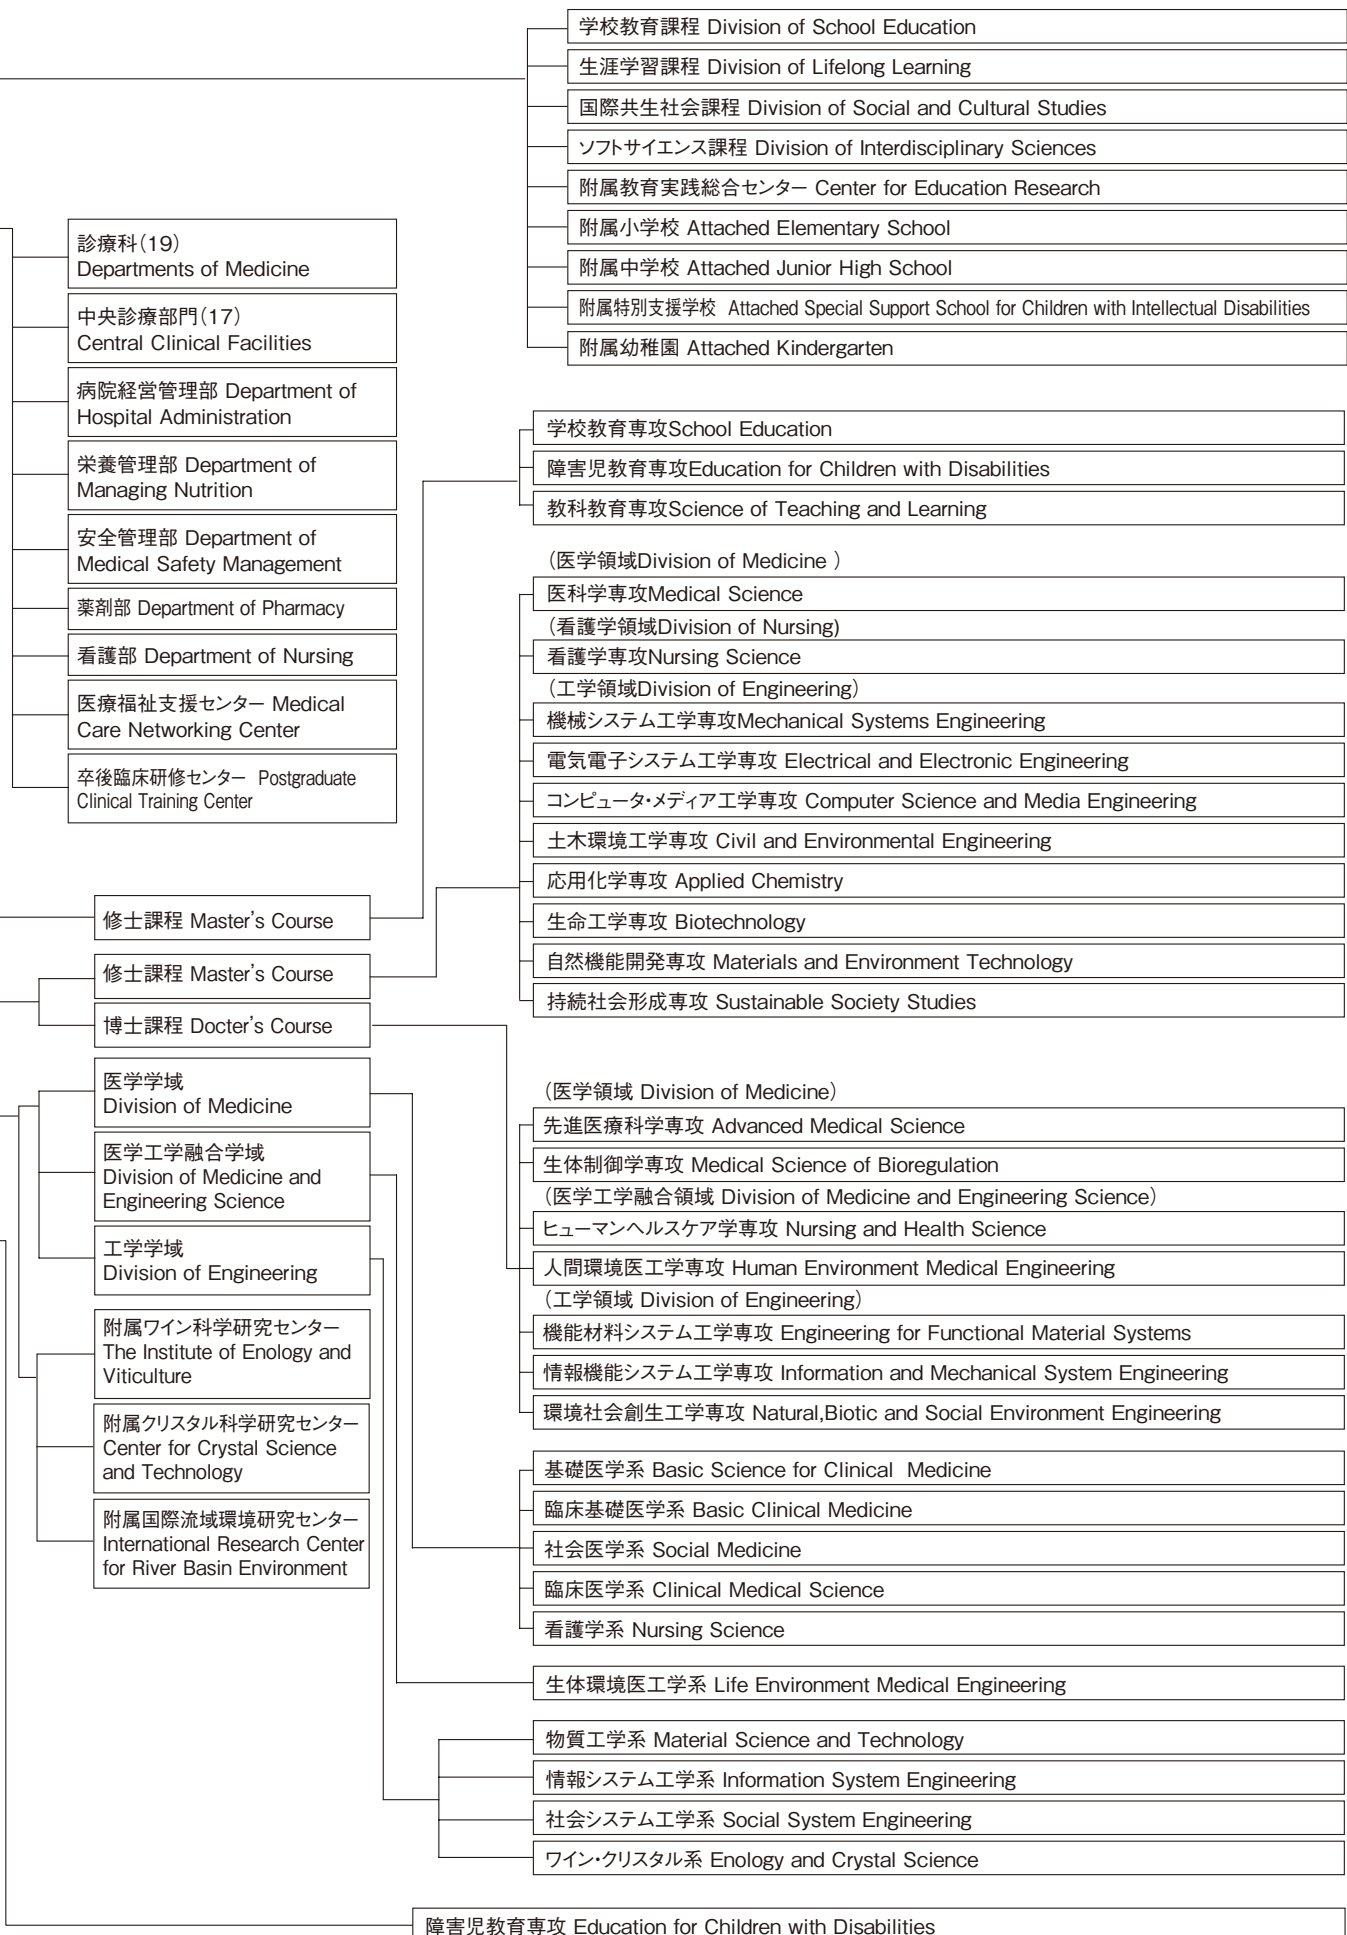 学校教育課程 Division of School Education
生涯学習課程 Division of Lifelong Learning
国際共生社会課程 Division of Social and Cultural Studies
ソフトサイエンス課程 Division of Interdisciplinary Sciences
附属教育実践総合センター Center for Education Research
附属小学校 Attached Elementary School
附属中学校 Attached Junior High School
附属特別支援学校 Attached Special Support School for Children with Intellectual Disabilities
附属幼稚園 Attached Kindergarten
診療科(19)
Departments of Medicine
中央診療部門(17)
Central Clinical Facilities
病院経営管理部 Department of
Hospital Administration
栄養管理部 Department of
Managing Nutrition
安全管理部 Department of
Medical Safety Management
薬剤部 Department of Pharmacy
看護部 Department of Nursing
医療福祉支援センター Medical
Care Networking Center
卒後臨床研修センター Postgraduate
Clinical Training Center
学校教育専攻School Education
障害児教育専攻Education for Children with Disabilities
教科教育専攻Science of Teaching and Learning
(医学領域Division of Medicine )
医科学専攻Medical Science
(看護学領域Division of Nursing)
看護学専攻Nursing Science
(工学領域Division of Engineering)
機械システム工学専攻Mechanical Systems Engineering
電気電子システム工学専攻 Electrical and Electronic Engineering
コンピュータ・メディア工学専攻 Computer Science and Media Engineering
土木環境工学専攻 Civil and Environmental Engineering
応用化学専攻 Applied Chemistry
生命工学専攻 Biotechnology
自然機能開発専攻 Materials and Environment Technology
持続社会形成専攻 Sustainable Society Studies
修士課程 Master's Course
修士課程 Master's Course
博士課程 Docter's Course
医学学域
Division of Medicine
医学工学融合学域
Division of Medicine and
Engineering Science
工学学域
Division of Engineering
附属ワイン科学研究センター
The Institute of Enology and
Viticulture
附属クリスタル科学研究センター
Center for Crystal Science
and Technology
附属国際流域環境研究センター
International Research Center
for River Basin Environment
(医学領域 Division of Medicine)
先進医療科学専攻 Advanced Medical Science
生体制御学専攻 Medical Science of Bioregulation
(医学工学融合領域 Division of Medicine and Engineering Science)
ヒューマンヘルスケア学専攻 Nursing and Health Science
人間環境医工学専攻 Human Environment Medical Engineering
(工学領域 Division of Engineering)
機能材料システム工学専攻 Engineering for Functional Material Systems
情報機能システム工学専攻 Information and Mechanical System Engineering
環境社会創生工学専攻 Natural,Biotic and Social Environment Engineering
基礎医学系 Basic Science for Clinical Medicine
臨床基礎医学系 Basic Clinical Medicine
社会医学系 Social Medicine
臨床医学系 Clinical Medical Science
看護学系 Nursing Science
生体環境医工学系 Life Environment Medical Engineering
物質工学系 Material Science and Technology
情報システム工学系 Information System Engineering
社会システム工学系 Social System Engineering
ワイン・クリスタル系 Enology and Crystal Science
障害児教育専攻 Education for Children with Disabilities